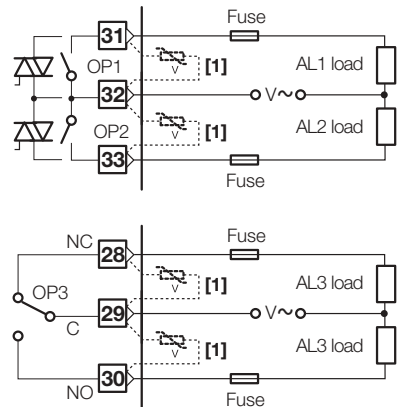 Fuse
31
V
[1]
OP1
AL1 load
32
V~
OP2
V
[1]
AL2 load
33
Fuse
NC
Fuse
28
V
[1]
OP3
AL3 load
29
V~
C
V
[1]
AL3 load
30
NO
Fuse